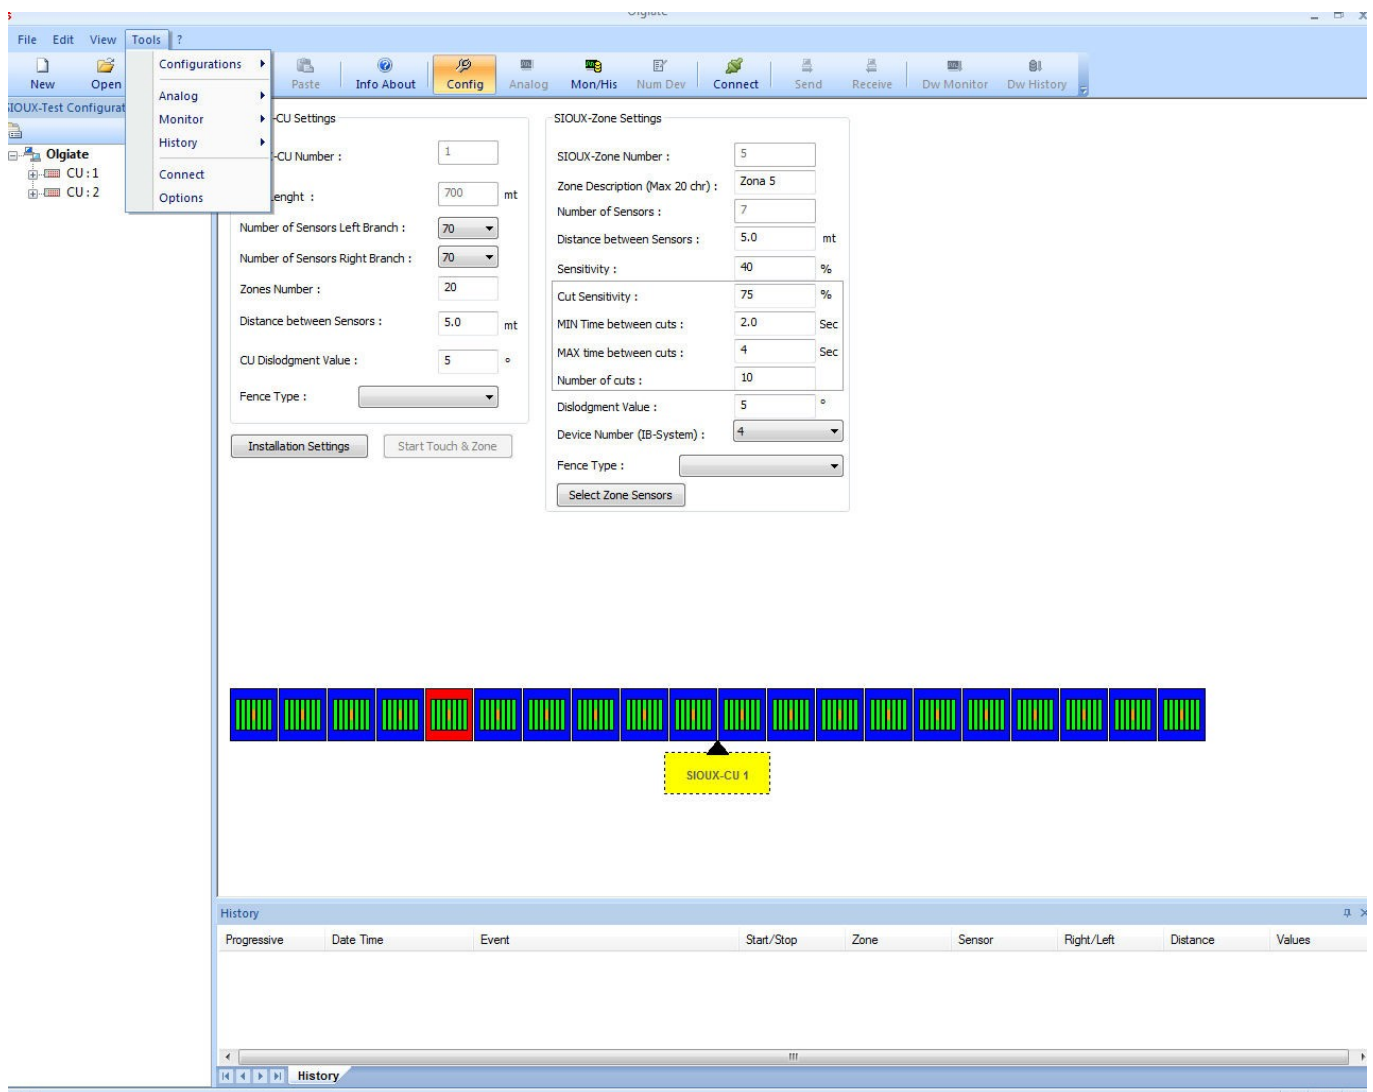 Olgiate
File Edit View Tools ?
New Open Paste Info About Config Analog Mon/His Num Dev Connect Send Receive Dw Monitor Dw History
Configurations
Analog
Monitor
History
Connect
Options
SIOUX-Test Configurat
Olgiate
CU : 1
CU : 2
-CU Settings
-CU Number : 1
enght : 700 mt
Number of Sensors Left Branch : 70
Number of Sensors Right Branch : 70
Zones Number : 20
Distance between Sensors : 5.0 mt
CU Dislodgment Value : 5 °
Fence Type :
Installation Settings Start Touch & Zone
SIOUX-Zone Settings
SIOUX-Zone Number : 5
Zone Description (Max 20 chr) : Zona 5
Number of Sensors : 7
Distance between Sensors : 5.0 mt
Sensitivity : 40 %
Cut Sensitivity : 75 %
MIN Time between cuts : 2.0 Sec
MAX time between cuts : 4 Sec
Number of cuts : 10
Dislodgment Value : 5 °
Device Number (IB-System) : 4
Fence Type :
Select Zone Sensors
SIOUX-CU 1
History
Progressive Date Time Event Start/Stop Zone Sensor Right/Left Distance Values
History